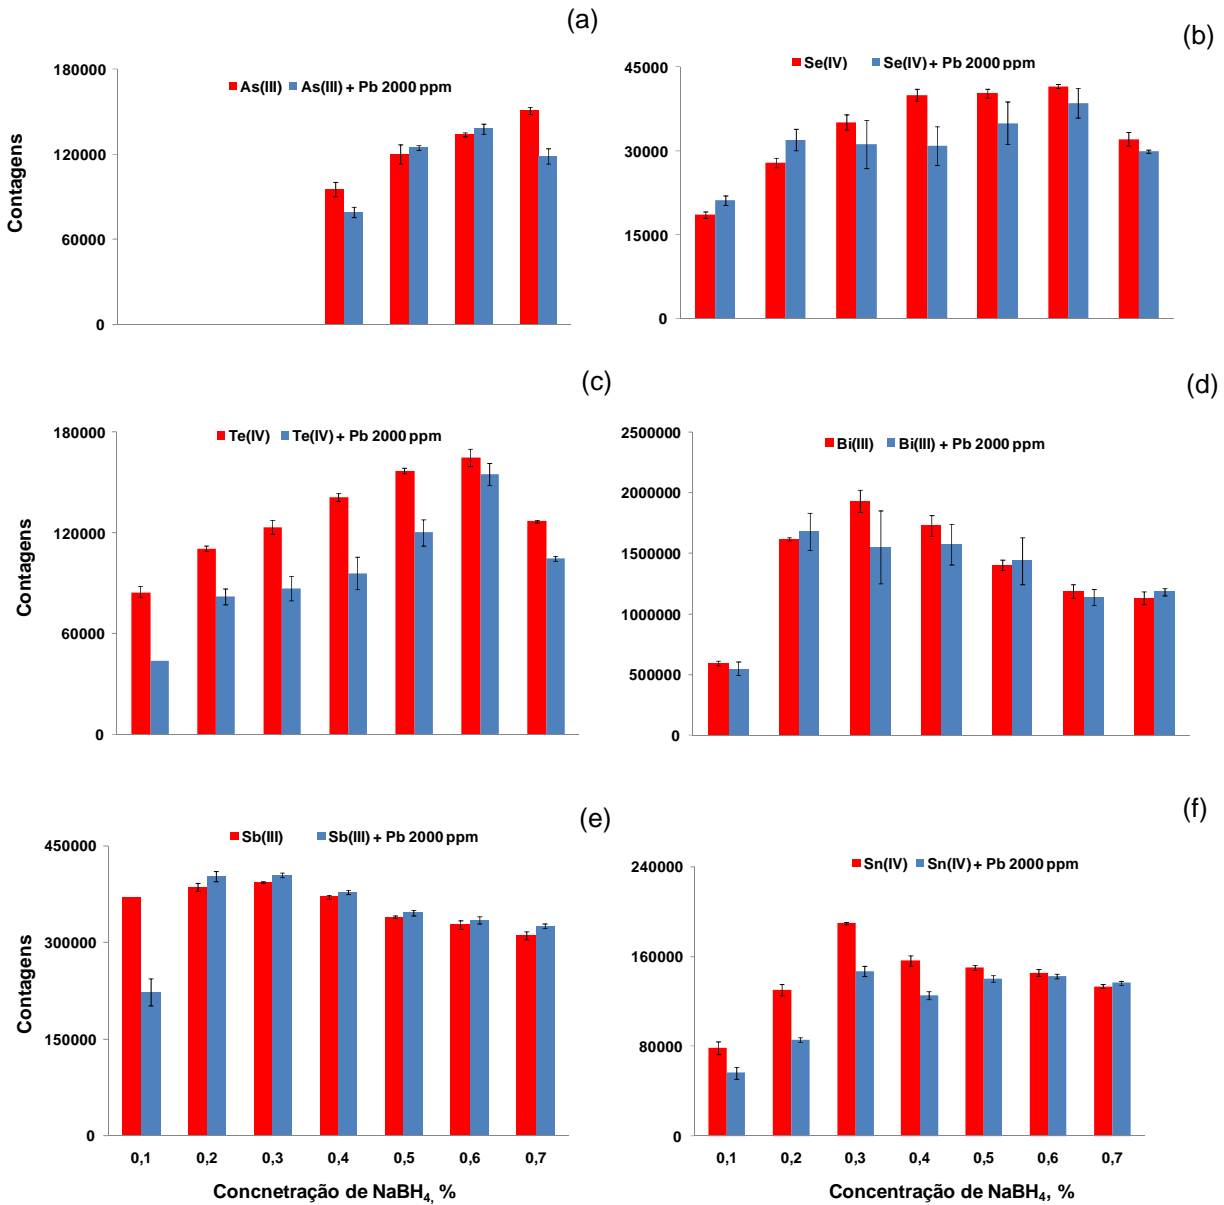 (a)
As(III) As(III) + Pb 2000 ppm
180000
120000
60000
0
Contagens
(b)
Se(IV) Se(IV) + Pb 2000 ppm
45000
30000
15000
0
(c)
Te(IV) Te(IV) + Pb 2000 ppm
180000
120000
60000
0
Contagens
(d)
Bi(III) Bi(III) + Pb 2000 ppm
2500000
2000000
1500000
1000000
500000
0
(e)
Sb(III) Sb(III) + Pb 2000 ppm
450000
300000
150000
0
Contagens
0,1 0,2 0,3 0,4 0,5 0,6 0,7
Concnetração de NaBH4, %
(f)
Sn(IV) Sn(IV) + Pb 2000 ppm
240000
160000
80000
0
0,1 0,2 0,3 0,4 0,5 0,6 0,7
Concentração de NaBH4, %